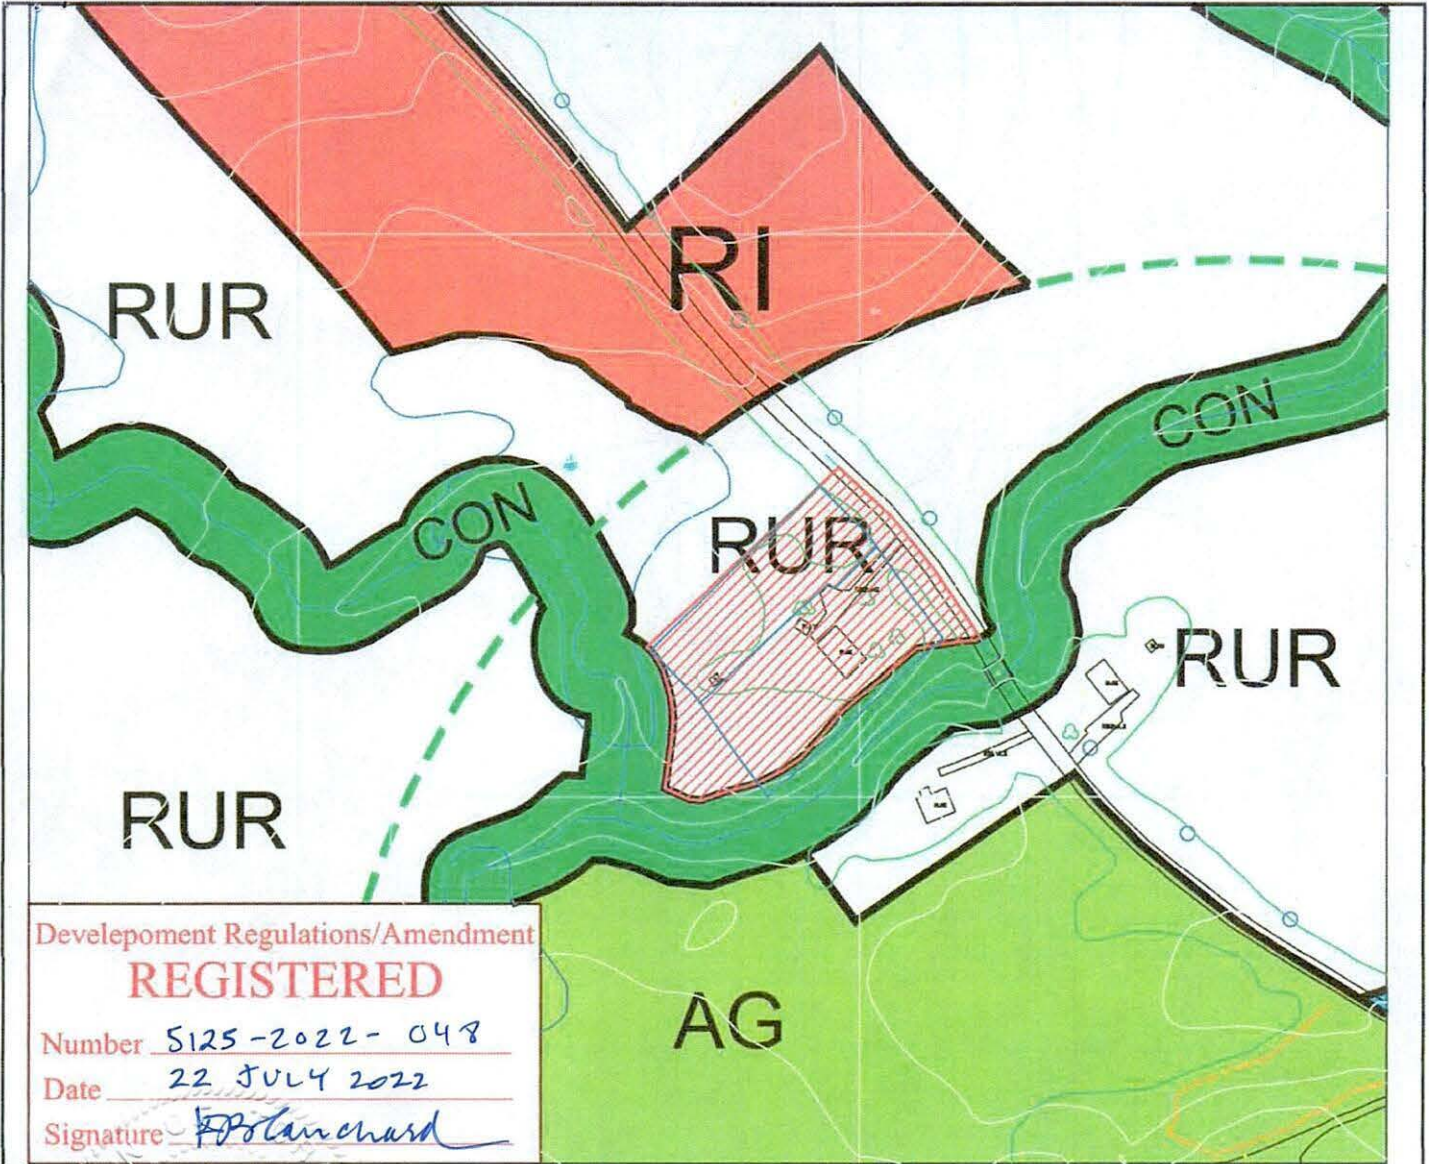 RI
RUR
CON
CON
RUR
RUR
RUR
AG
Develepoment Regulations/Amendment
REGISTERED
Number 5125-2022-048
Date 22 JULY 2022
Signature